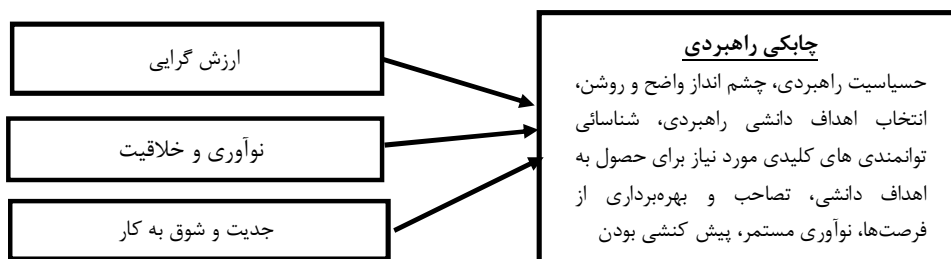 چابکی راهبردی
حسیاسیت راهبردی، چشم انداز واضح و روشن،
انتخاب اهداف دانشی راهبردی، شناسائی
توانمندی های کلیدی مورد نیاز برای حصول به
اهداف دانشی، تصاحب و بهره‌برداری از
فرصت‌ها، نوآوری مستمر، پیش کنشی بودن
ارزش گرایی
نوآوری و خلاقیت
جدیت و شوق به کار